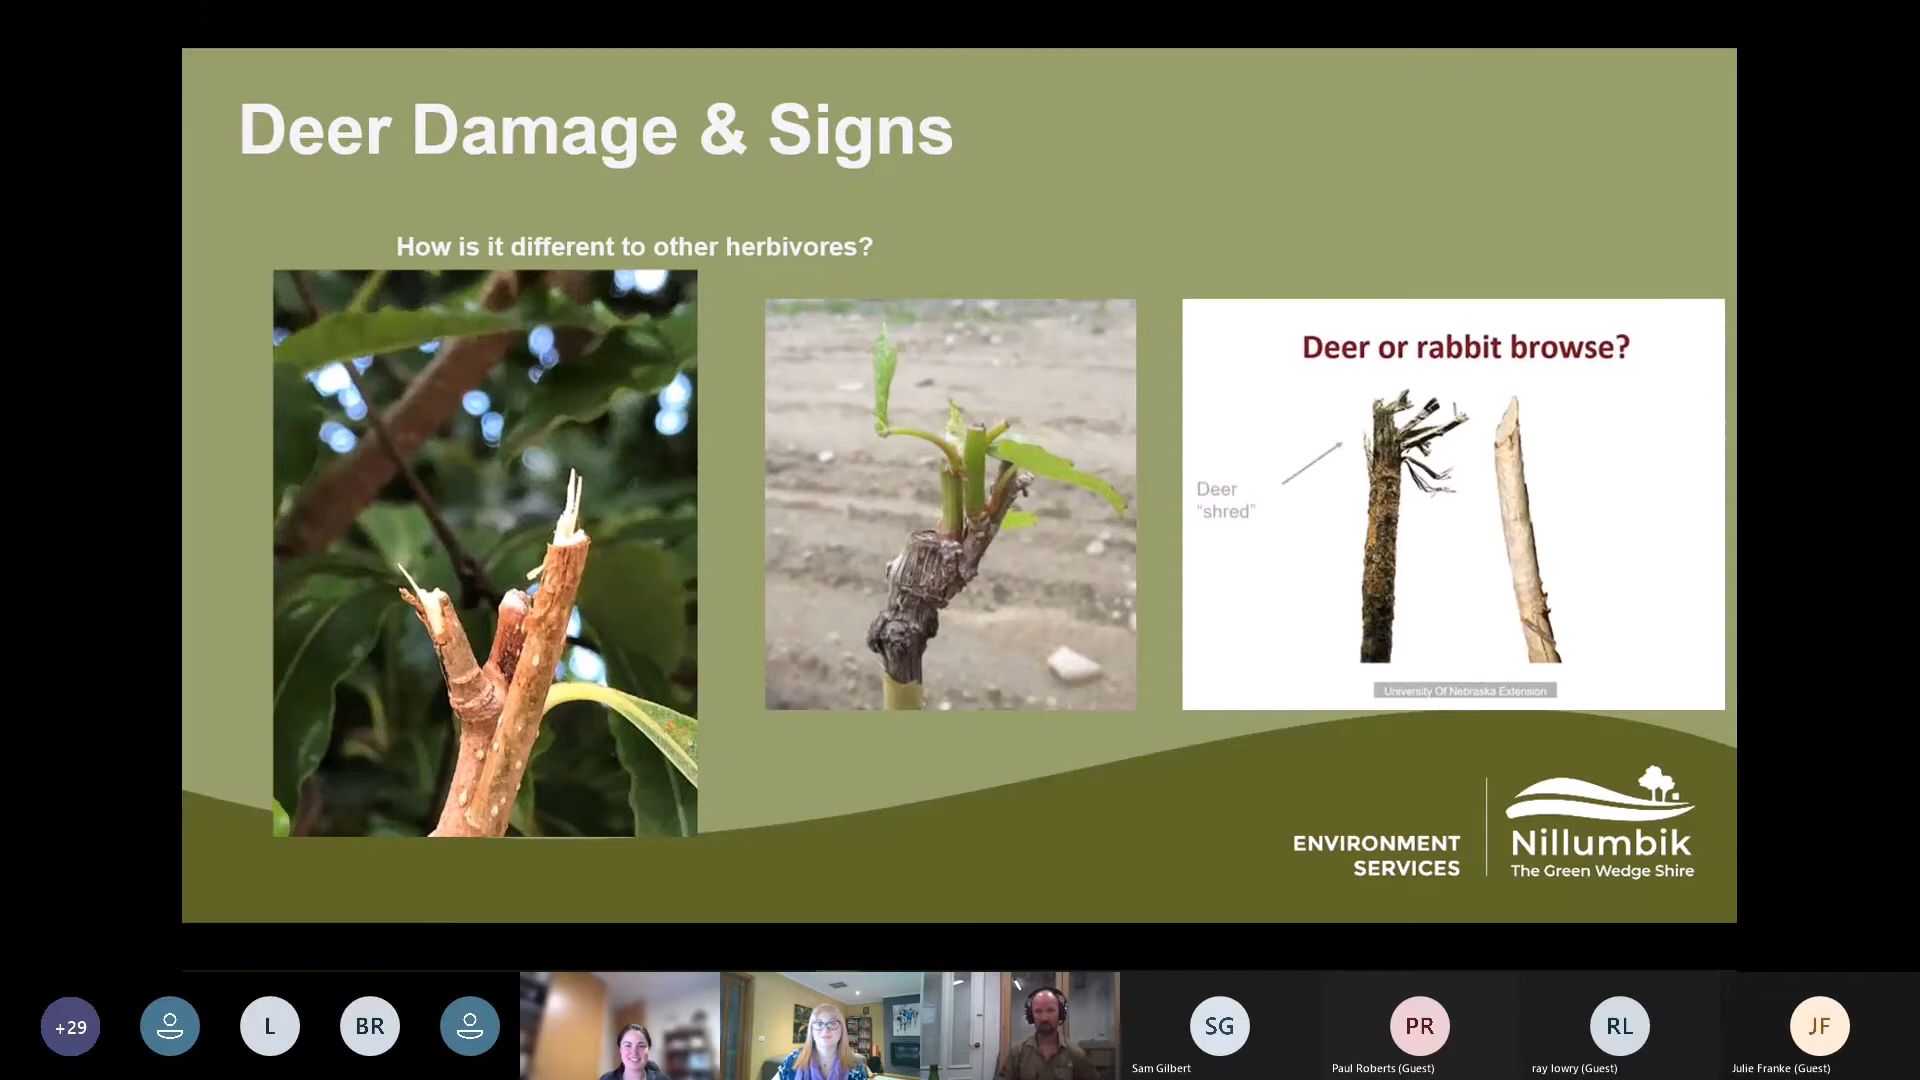 Deer Damage & Signs
How is it different to other herbivores?
Deer or rabbit browse?
Deer
"shred"
University Of Nebraska Extension
ENVIRONMENT
SERVICES
Nillumbik
The Green Wedge Shire
+29
L
BR
SG
PR
RL
JF
Sam Gilbert
Paul Roberts (Guest)
ray lowry (Guest)
Julie Franke (Guest)